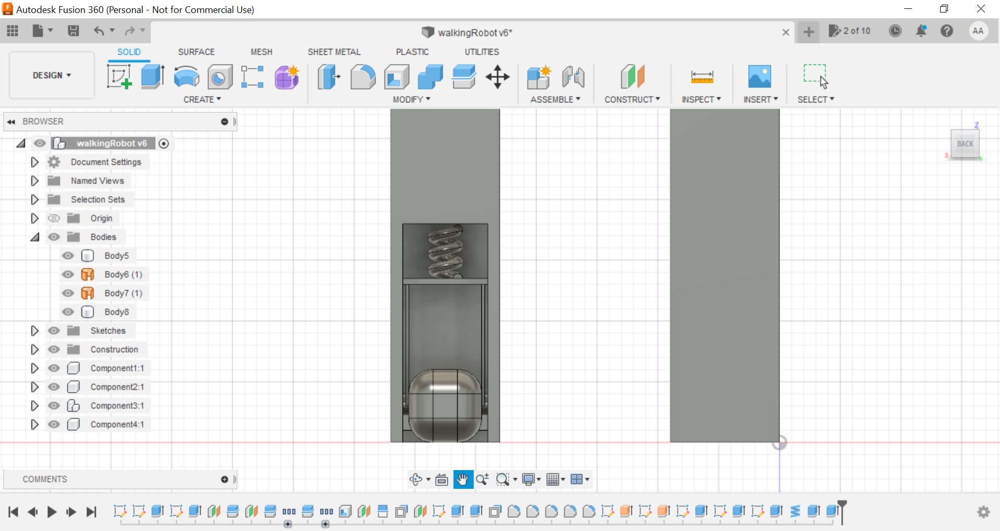 Autodesk Fusion 360 (Personal - Not for Commercial Use)
walkingRobot v6*
2 of 10
AA
DESIGN
SOLID
SURFACE
MESH
SHEET METAL
PLASTIC
UTILITIES
CREATE
MODIFY
ASSEMBLE
CONSTRUCT
INSPECT
INSERT
SELECT
BROWSER
walkingRobot v6
Document Settings
Named Views
Selection Sets
Origin
Bodies
Body5
Body6 (1)
Body7 (1)
Body8
Sketches
Construction
Component1:1
Component2:1
Component3:1
Component4:1
Z
BACK
X
COMMENTS